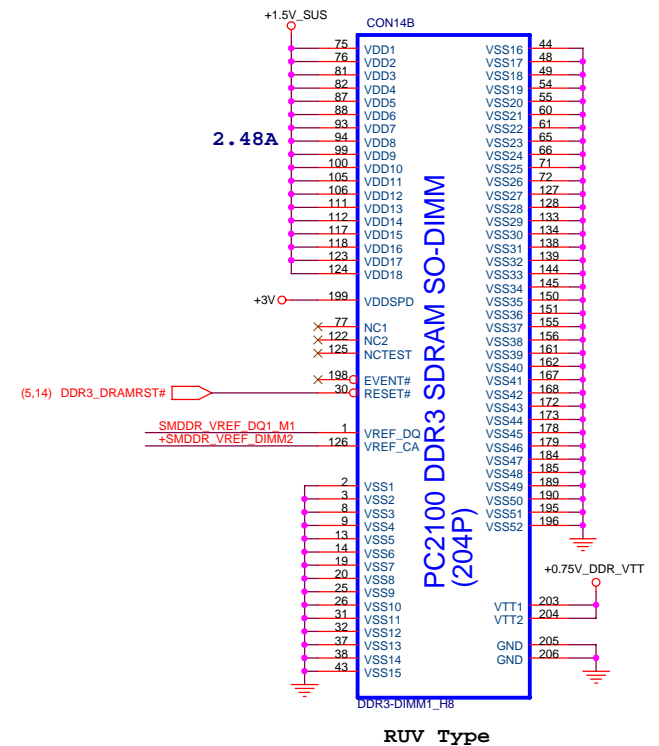 +1.5V_SUS
CON14B
75 VDD1 VSS16 44
76 VDD2 VSS17 48
81 VDD3 VSS18 49
82 VDD4 VSS19 54
87 VDD5 VSS20 55
88 VDD6 VSS21 60
93 VDD7 VSS22 61
2.48A 94 VDD8 VSS23 65
99 VDD9 VSS24 66
100 VDD10 VSS25 71
105 VDD11 VSS26 72
106 VDD12 VSS27 127
111 VDD13 VSS28 128
112 VDD14 VSS29 133
117 VDD15 VSS30 134
118 VDD16 VSS31 138
123 VDD17 VSS32 139
124 VDD18 VSS33 144
VSS34 145
+3V 199 VDDSPD VSS35 150
VSS36 151
77 NC1 VSS37 155
122 NC2 VSS38 156
125 NCTEST VSS39 161
VSS40 162
198 EVENT# VSS41 167
(5,14) DDR3_DRAMRST# 30 RESET# VSS42 168
VSS43 172
VSS44 173
SMDDR_VREF_DQ1_M1 1 VREF_DQ VSS45 178
+SMDDR_VREF_DIMM2 126 VREF_CA VSS46 179
VSS47 184
VSS48 185
2 VSS1 VSS49 189
3 VSS2 VSS50 190
8 VSS3 VSS51 195
9 VSS4 VSS52 196
13 VSS5
14 VSS6
19 VSS7
20 VSS8
25 VSS9
26 VSS10
31 VSS11
32 VSS12
37 VSS13
38 VSS14
43 VSS15
PC2100 DDR3 SDRAM SO-DIMM
(204P)
+0.75V_DDR_VTT
VTT1 203
VTT2 204
GND 205
GND 206
DDR3-DIMM1_H8
RUV Type